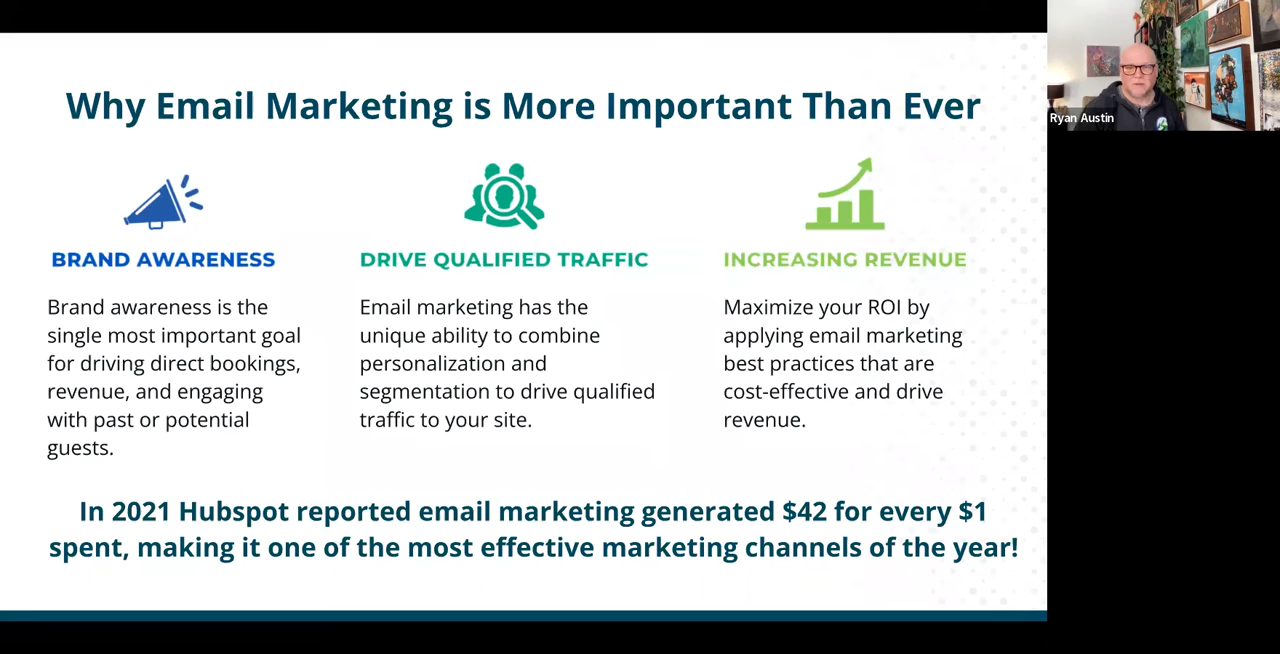 Why Email Marketing is More Important Than Ever
Ryan Austin
BRAND AWARENESS
Brand awareness is the
single most important goal
for driving direct bookings,
revenue, and engaging
with past or potential
guests.
DRIVE QUALIFIED TRAFFIC
Email marketing has the
unique ability to combine
personalization and
segmentation to drive qualified
traffic to your site.
INCREASING REVENUE
Maximize your ROI by
applying email marketing
best practices that are
cost-effective and drive
revenue.
In 2021 Hubspot reported email marketing generated $42 for every $1
spent, making it one of the most effective marketing channels of the year!